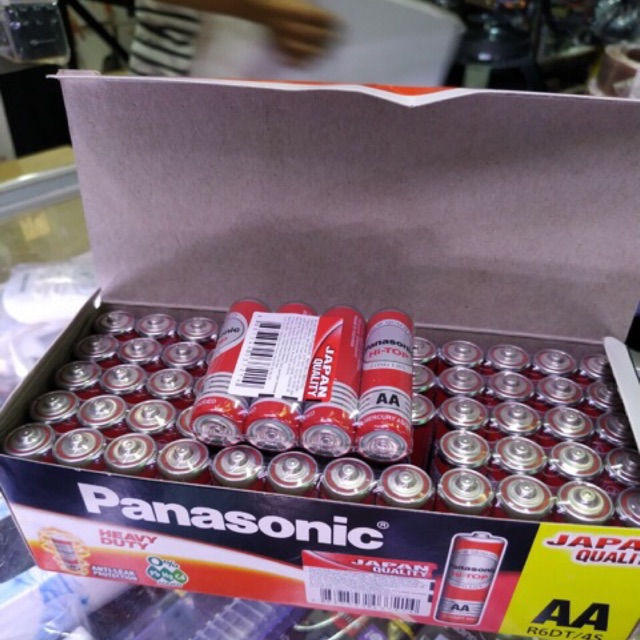 JAPAN
QUALITY
Panasonic
HI-TOP
AA
Panasonic®
HEAVY
DUTY
ANTI-LEAK
PROTECTION
JAPAN
QUALITY
HI-TOP
AA
JAPA
QUALIT
AA
R6DT/4S